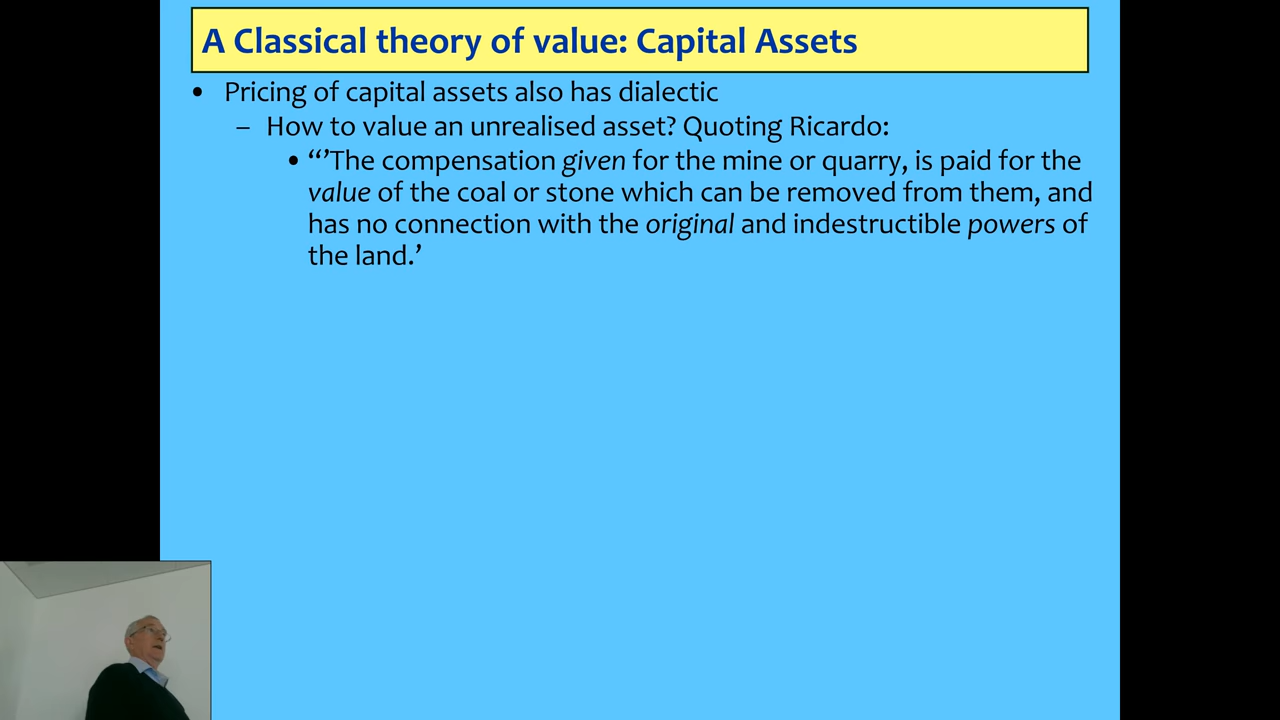 A Classical theory of value: Capital Assets
• Pricing of capital assets also has dialectic
– How to value an unrealised asset? Quoting Ricardo:
• “’The compensation given for the mine or quarry, is paid for the
value of the coal or stone which can be removed from them, and
has no connection with the original and indestructible powers of
the land.’